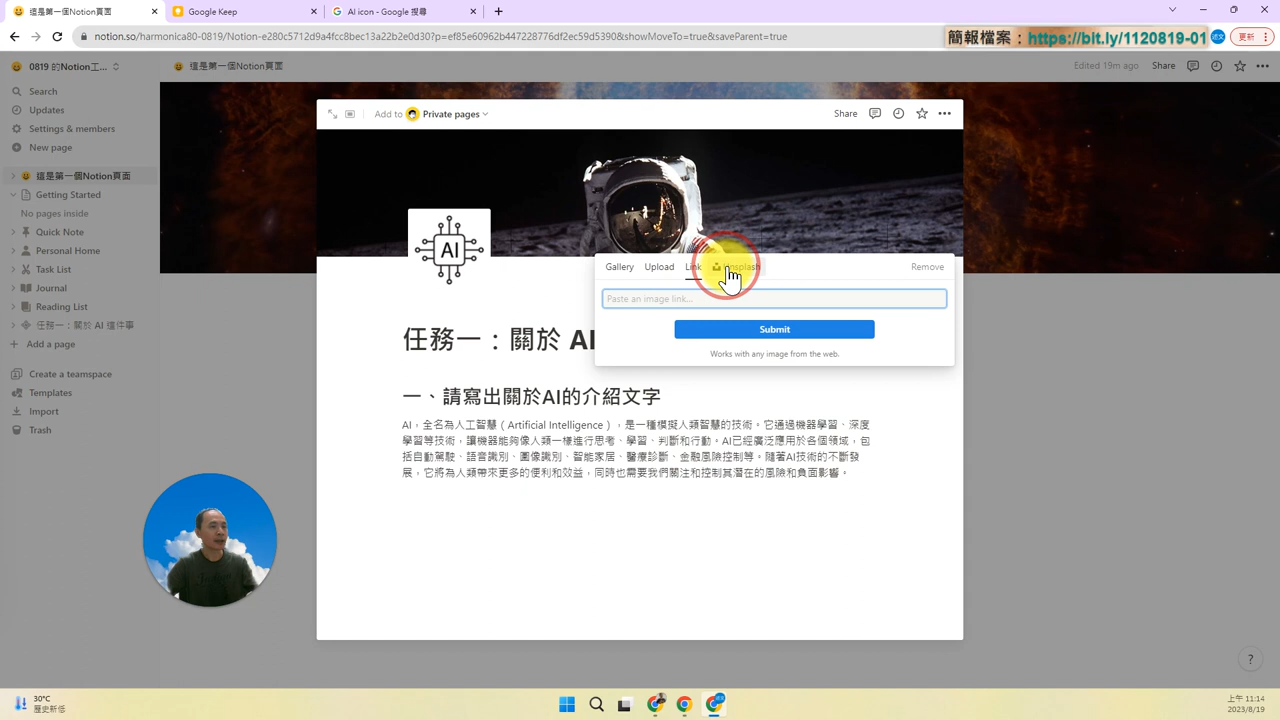 這是第一個Notion頁面
Google Keep
AI icon - Google 搜尋
notion.so/harmonica80-0819/Notion-e280c5712d9a4fcc8bec13a22b2e0d30?p=ef85e60962b447258776df2ec59d5390&showMoveTo=true&saveParent=true
簡報檔案：https://bit.ly/1120819-01
更新
0819 的Notion工...
這是第一個Notion頁面
Edited 19m ago
Share
Search
Updates
Settings & members
New page
這是第一個Notion頁面
Getting Started
No pages inside
Quick Note
Personal Home
Task List
Journal
Reading List
任務一：關於 AI 這件事
Add a page
Create a teamspace
Templates
Import
Trash
Add to Private pages
Share
AI
Gallery Upload Link Unsplash Remove
Paste an image link...
Submit
Works with any image from the web.
任務一：關於 AI
一、請寫出關於AI的介紹文字
AI，全名為人工智慧（Artificial Intelligence），是一種模擬人類智慧的技術。它通過機器學習、深度
學習等技術，讓機器能夠像人類一樣進行思考、學習、判斷和行動。AI已經廣泛應用於各個領域，包
括自動駕駛、語音識別、圖像識別、智能家居、醫療診斷、金融風險控制等。隨著AI技術的不斷發
展，它將為人類帶來更多的便利和效益，同時也需要我們關注和控制其潛在的風險和負面影響。
?
30°C
歷史新低
上午 11:14
2023/8/19